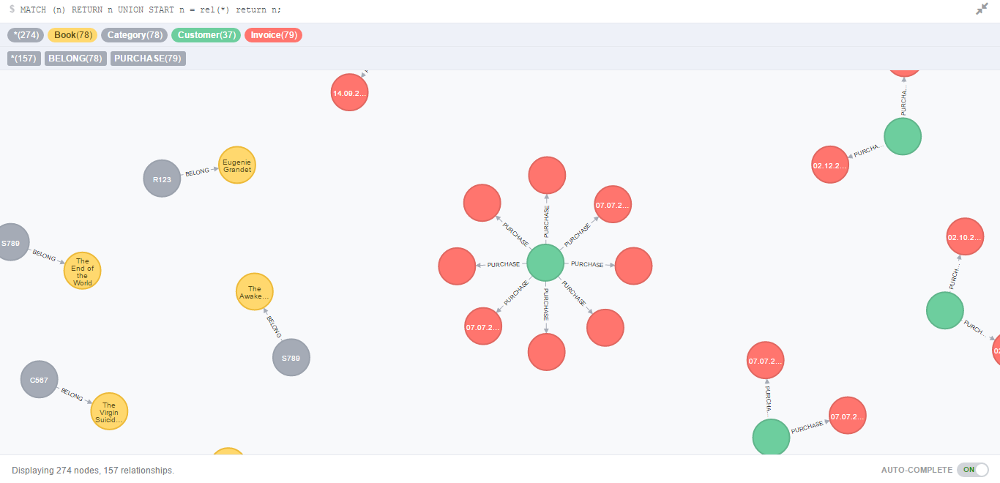 $ MATCH (n) RETURN n UNION START n = rel(*) return n;
*(274) Book(78) Category(78) Customer(37) Invoice(79)
*(157) BELONG(78) PURCHASE(79)
14.09.2...
PURCHA...
02.12.2...
PURCHA...
R123
BELONG
Eugenie
Grandet
S789
BELONG
The
End of
the
World
The
Awake...
BELONG
S789
C567
BELONG
The
Virgin
Suicid...
PURCHASE
PURCHASE
PURCHASE
07.07.2...
PURCHASE
PURCHASE
PURCHASE
07.07.2...
PURCHASE
PURCHASE
02.10.2...
PURCH...
PURCH...
07.07.2...
PURCHA...
PURCHASE
07.07.2...
Displaying 274 nodes, 157 relationships.
AUTO-COMPLETE ON